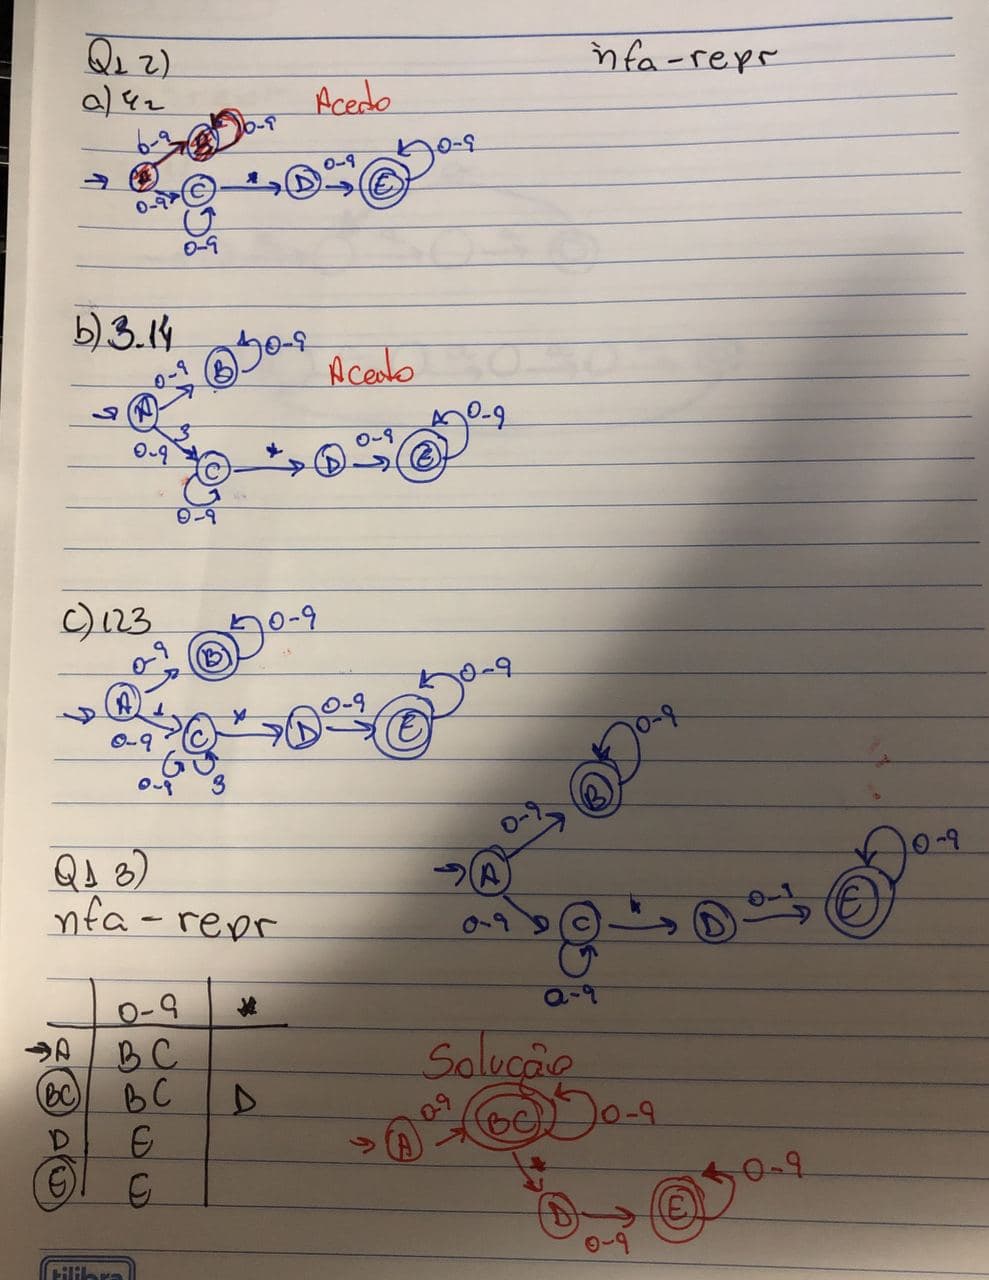 Q1 2)
nfa-repr
a) 42
Acedo
0-9 B 0-9
→ A 0-9 C * D 0-9 E 0-9
0-9
b) 3.14
Acedo
0-9 B 0-9
→ A 3
0-9 C * D 0-9 E 0-9
0-9
c) 123
0-9 B 0-9
→ A 1
0-9 C * D 0-9 E 0-9
0-9 3
Q1 3)
nfa-repr
0-9 B 0-9
→ A
0-9 C * D 0-9 E 0-9
0-9
0-9 *
→ A BC
BC BC D
D E
E E
Solução
→ A 0-9 BC 0-9
*
D 0-9 E 0-9
tilibra